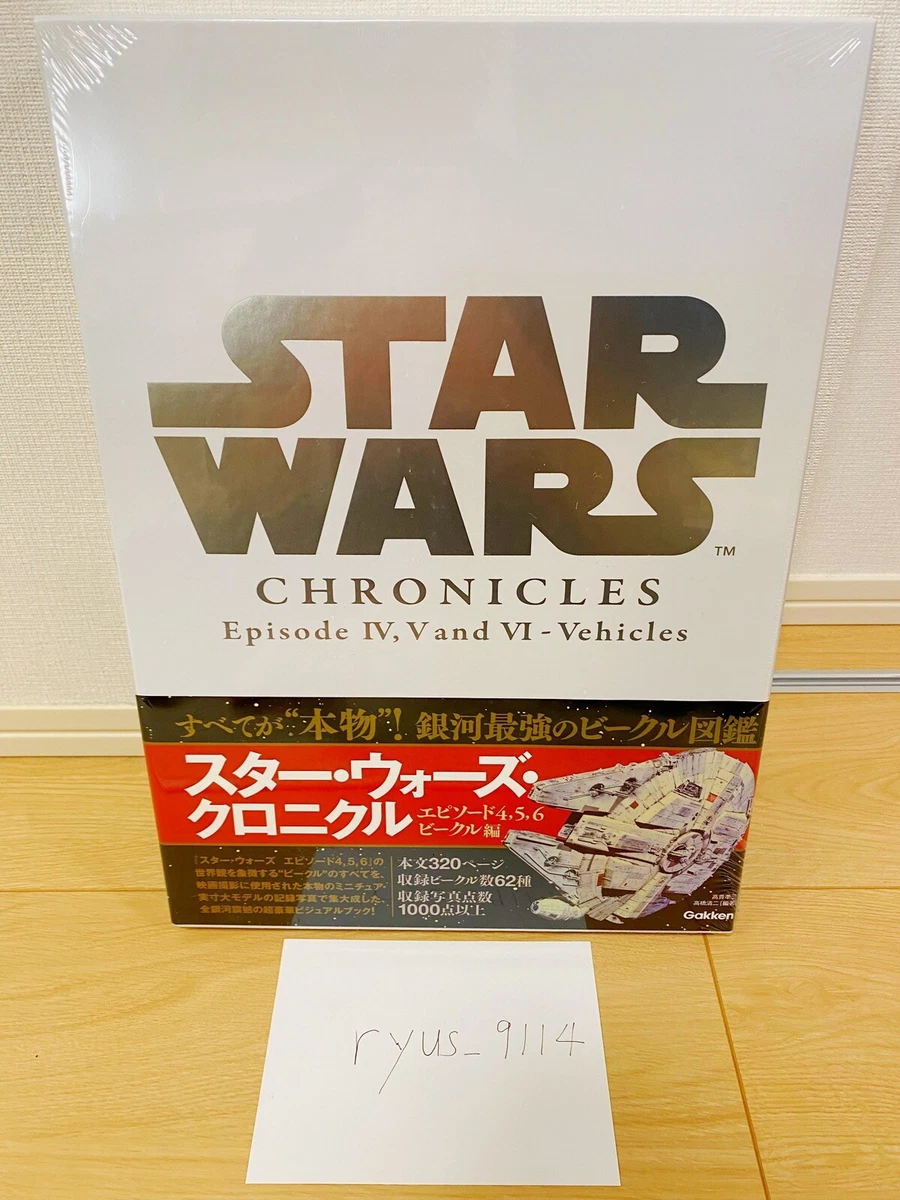 STAR
WARS
TM
CHRONICLES
Episode IV, V and VI - Vehicles
すべてが“本物”! 銀河最強のビークル図鑑
スター・ウォーズ・
クロニクル
エピソード4,5,6
ビークル編
『スター・ウォーズ エピソード4,5,6』の
世界観を象徴する“ビークル”のすべてを、
映画撮影に使用された本物のミニチュア・
実寸大モデルの記録写真で集大成した、
全銀河震撼の超豪華ビジュアルブック!
本文320ページ
収録ビークル数62種
収録写真点数
1000点以上
高橋清二[編著]
Gakken
ryus_9114